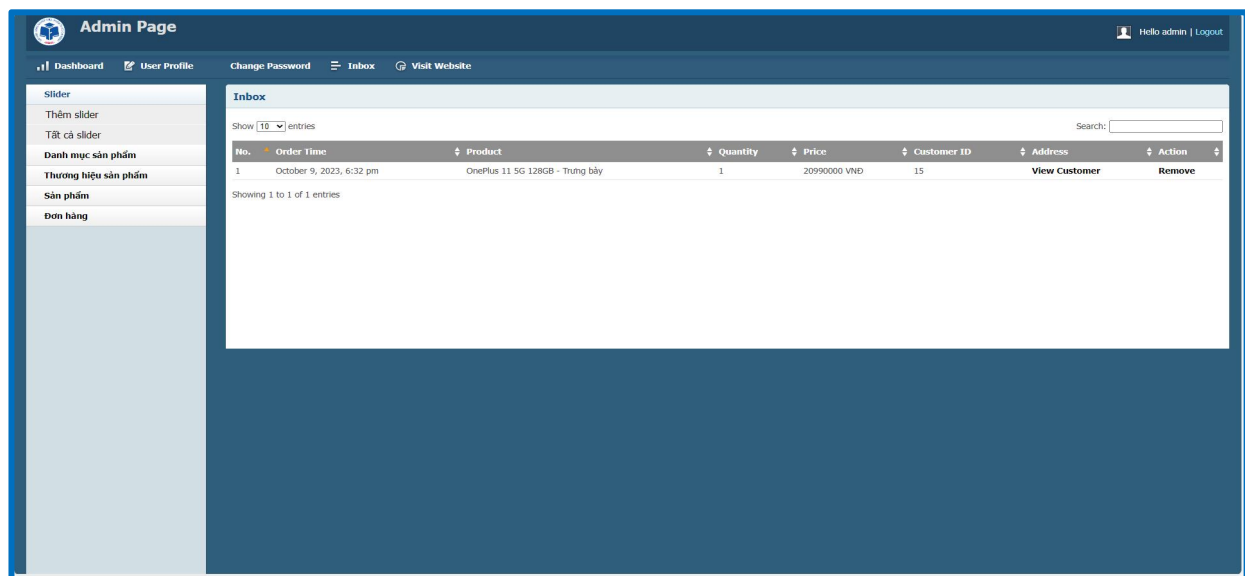 Admin Page
Hello admin | Logout
Dashboard User Profile Change Password Inbox Visit Website
Slider
Thêm slider
Tất cả slider
Danh mục sản phẩm
Thương hiệu sản phẩm
Sản phẩm
Đơn hàng
Inbox
Show 10 entries
Search:
No. Order Time Product Quantity Price Customer ID Address Action
1 October 9, 2023, 6:32 pm OnePlus 11 5G 128GB - Trưng bày 1 20990000 VNĐ 15 View Customer Remove
Showing 1 to 1 of 1 entries